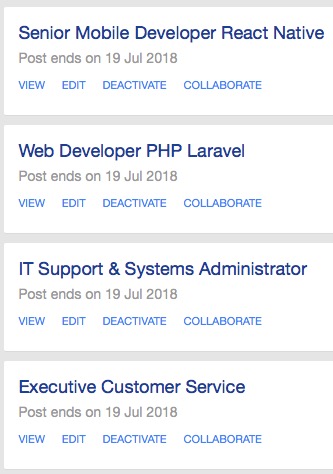 Senior Mobile Developer React Native
Post ends on 19 Jul 2018
VIEW EDIT DEACTIVATE COLLABORATE
Web Developer PHP Laravel
Post ends on 19 Jul 2018
VIEW EDIT DEACTIVATE COLLABORATE
IT Support & Systems Administrator
Post ends on 19 Jul 2018
VIEW EDIT DEACTIVATE COLLABORATE
Executive Customer Service
Post ends on 19 Jul 2018
VIEW EDIT DEACTIVATE COLLABORATE